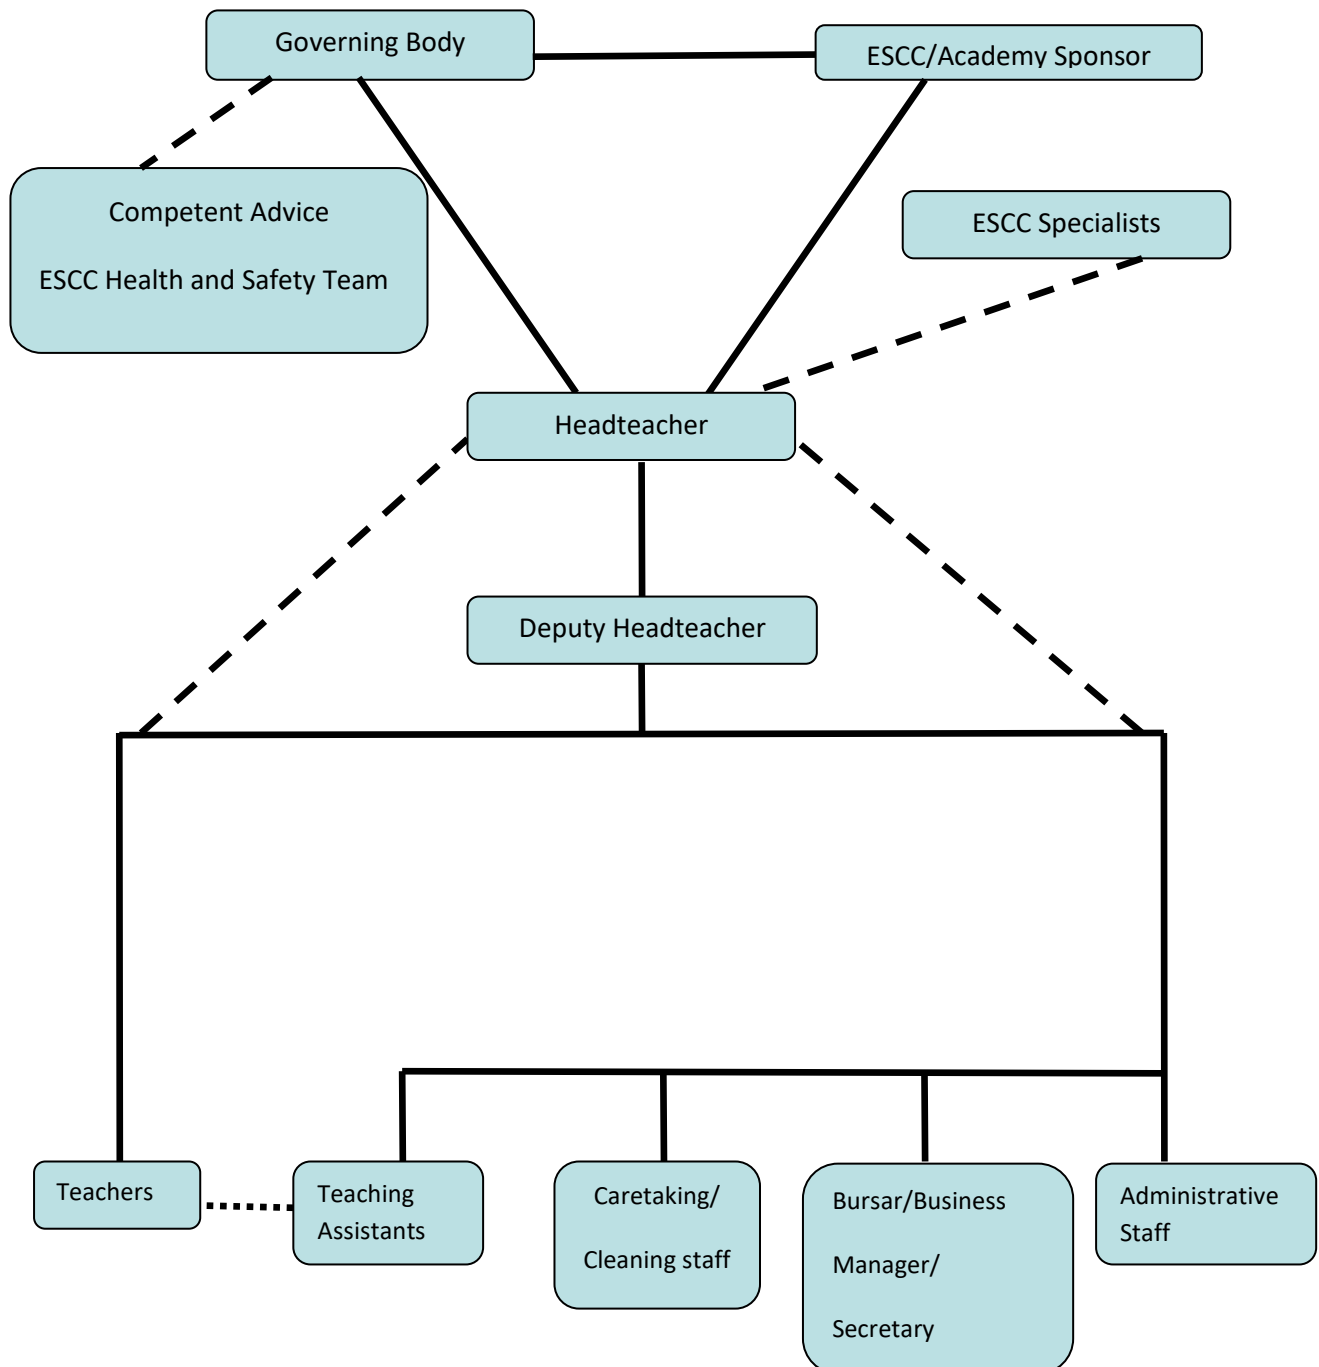 Governing Body
ESCC/Academy Sponsor
Competent Advice
ESCC Health and Safety Team
ESCC Specialists
Headteacher
Deputy Headteacher
Teachers
Teaching
Assistants
Caretaking/
Cleaning staff
Bursar/Business
Manager/
Secretary
Administrative
Staff